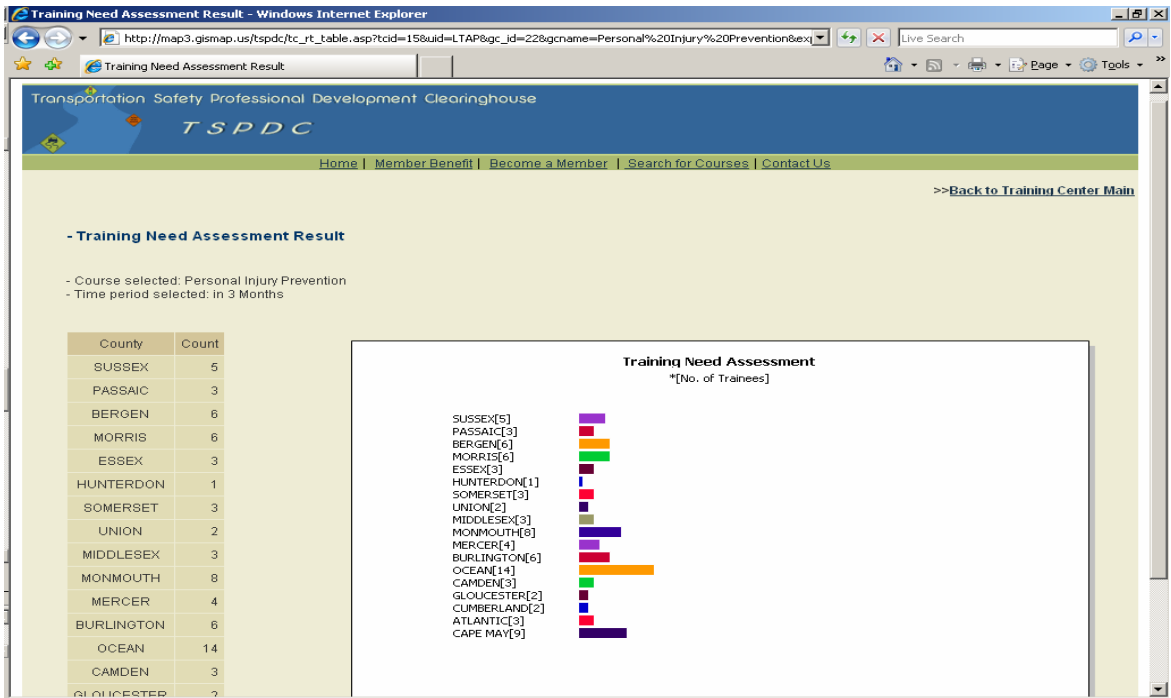 Training Need Assessment Result - Windows Internet Explorer
http://map3.gismap.us/tspdc/tc_rt_table.asp?tcid=15&uid=LTAP&gc_id=22&gcname=Personal%20Injury%20Prevention&ex
Live Search
Training Need Assessment Result
Page
Tools
Transportation Safety Professional Development Clearinghouse
TSPDC
Home | Member Benefit | Become a Member | Search for Courses | Contact Us
>>Back to Training Center Main
- Training Need Assessment Result
- Course selected: Personal Injury Prevention
- Time period selected: in 3 Months
County Count
SUSSEX 5
PASSAIC 3
BERGEN 6
MORRIS 6
ESSEX 3
HUNTERDON 1
SOMERSET 3
UNION 2
MIDDLESEX 3
MONMOUTH 8
MERCER 4
BURLINGTON 6
OCEAN 14
CAMDEN 3
GLOUCESTER 2
Training Need Assessment
*[No. of Trainees]
SUSSEX[5]
PASSAIC[3]
BERGEN[6]
MORRIS[6]
ESSEX[3]
HUNTERDON[1]
SOMERSET[3]
UNION[2]
MIDDLESEX[3]
MONMOUTH[8]
MERCER[4]
BURLINGTON[6]
OCEAN[14]
CAMDEN[3]
GLOUCESTER[2]
CUMBERLAND[2]
ATLANTIC[3]
CAPE MAY[9]